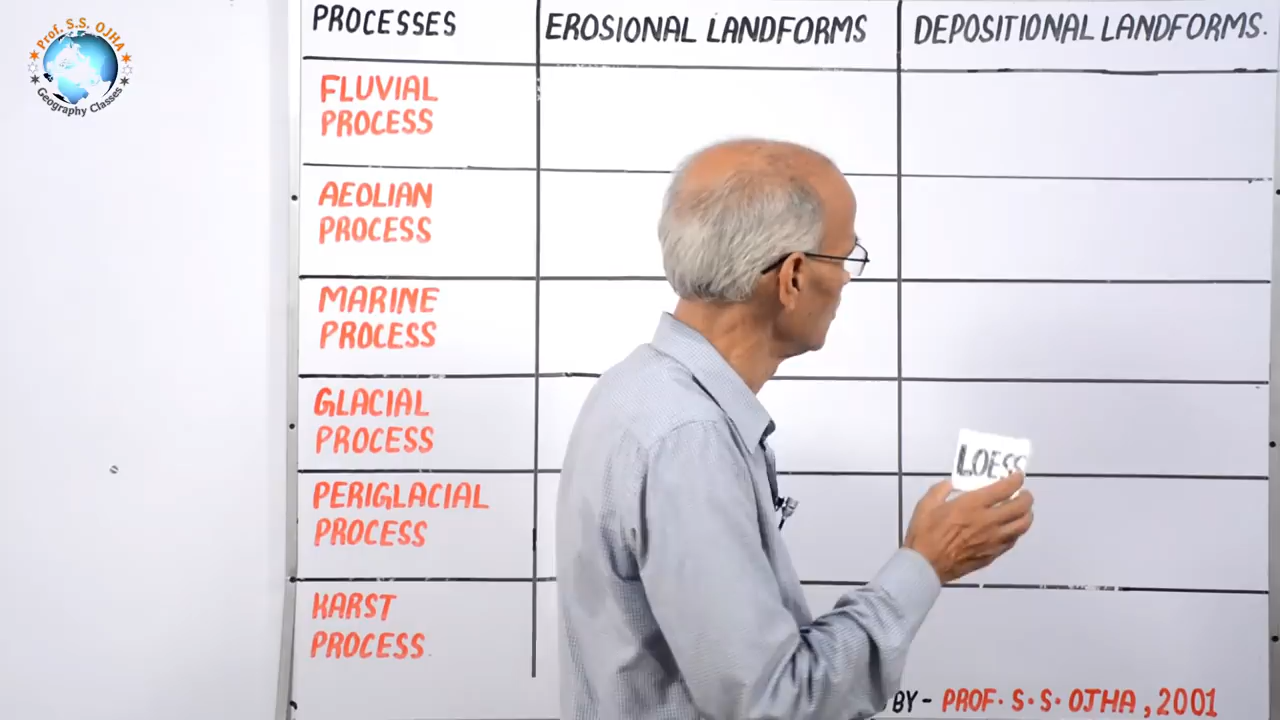 Prof. S.S. OJHA
Geography Classes
PROCESSES
EROSIONAL LANDFORMS
DEPOSITIONAL LANDFORMS.
FLUVIAL
PROCESS
AEOLIAN
PROCESS
MARINE
PROCESS
GLACIAL
PROCESS
LOESS
PERIGLACIAL
PROCESS
KARST
PROCESS.
BY - PROF. S. S. OJHA, 2001